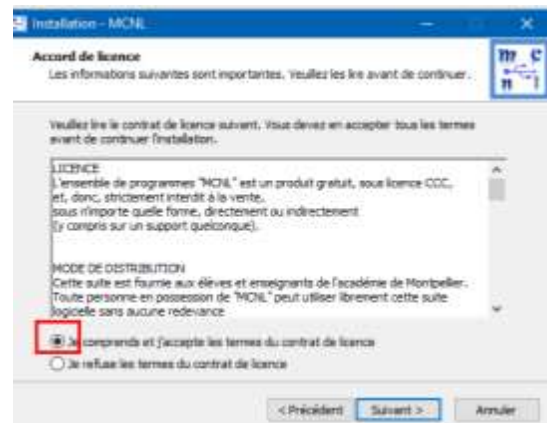 Installation - MCNL
Accord de licence
Les informations suivantes sont importantes. Veuillez les lire avant de continuer.
m c
n l
Veuillez lire le contrat de licence suivant. Vous devez en accepter tous les termes
avant de continuer l'installation.
LICENCE
L'ensemble de programmes "MCNL" est un produit gratuit, sous licence CCC,
et, donc, strictement interdit à la vente,
sous n'importe quelle forme, directement ou indirectement
(y compris sur un support quelconque).
MODE DE DISTRIBUTION
Cette suite est fournie aux élèves et enseignants de l'académie de Montpellier.
Toute personne en possession de "MCNL" peut utiliser librement cette suite
logicielle sans aucune redevance
Je comprends et j'accepte les termes du contrat de licence
Je refuse les termes du contrat de licence
< Précédent Suivant > Annuler